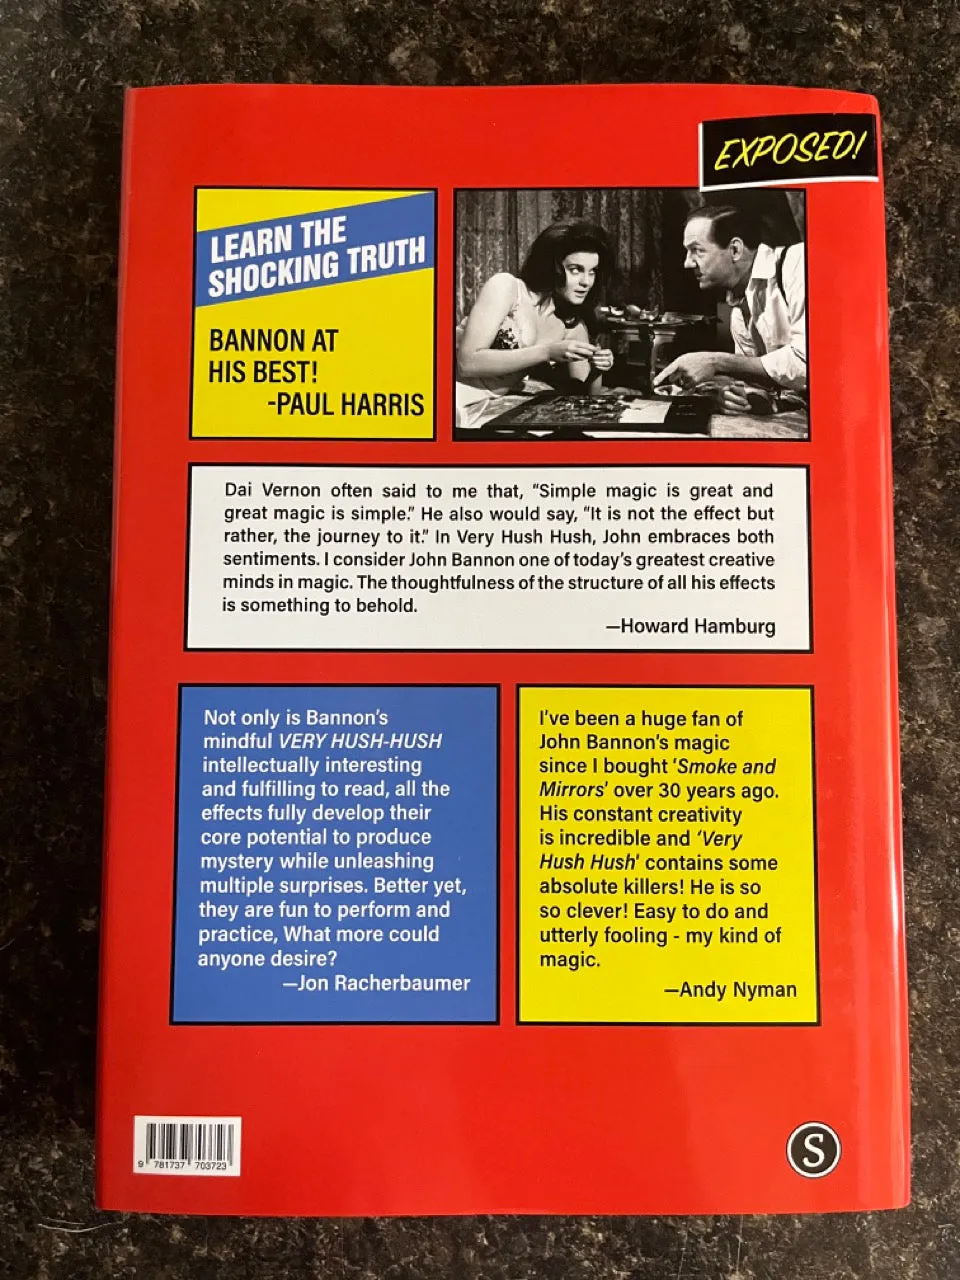 EXPOSED!
LEARN THE
SHOCKING TRUTH
BANNON AT
HIS BEST!
-PAUL HARRIS
Dai Vernon often said to me that, “Simple magic is great and
great magic is simple.” He also would say, “It is not the effect but
rather, the journey to it.” In Very Hush Hush, John embraces both
sentiments. I consider John Bannon one of today’s greatest creative
minds in magic. The thoughtfulness of the structure of all his effects
is something to behold.
—Howard Hamburg
Not only is Bannon’s
mindful VERY HUSH-HUSH
intellectually interesting
and fulfilling to read, all the
effects fully develop their
core potential to produce
mystery while unleashing
multiple surprises. Better yet,
they are fun to perform and
practice, What more could
anyone desire?
—Jon Racherbaumer
I’ve been a huge fan of
John Bannon’s magic
since I bought ‘Smoke and
Mirrors’ over 30 years ago.
His constant creativity
is incredible and ‘Very
Hush Hush’ contains some
absolute killers! He is so
so clever! Easy to do and
utterly fooling - my kind of
magic.
—Andy Nyman
9 781737 703723
S